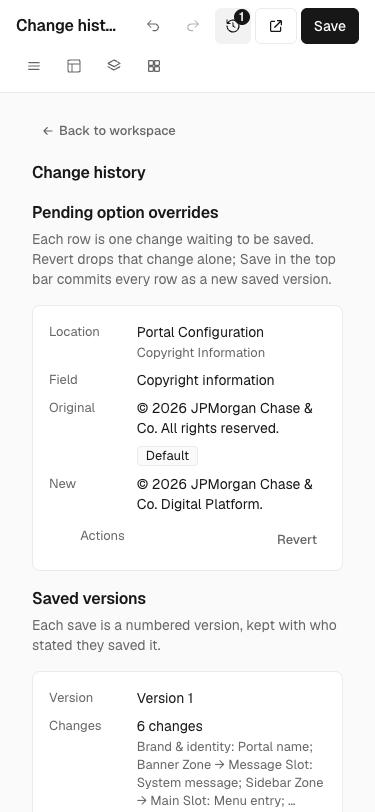 Change hist...
1
Save
← Back to workspace
Change history
Pending option overrides
Each row is one change waiting to be saved.
Revert drops that change alone; Save in the top
bar commits every row as a new saved version.
Location
Portal Configuration
Copyright Information
Field
Copyright information
Original
© 2026 JPMorgan Chase &
Co. All rights reserved.
Default
New
© 2026 JPMorgan Chase &
Co. Digital Platform.
Actions
Revert
Saved versions
Each save is a numbered version, kept with who
stated they saved it.
Version
Version 1
Changes
6 changes
Brand & identity: Portal name;
Banner Zone → Message Slot:
System message; Sidebar Zone
→ Main Slot: Menu entry; …